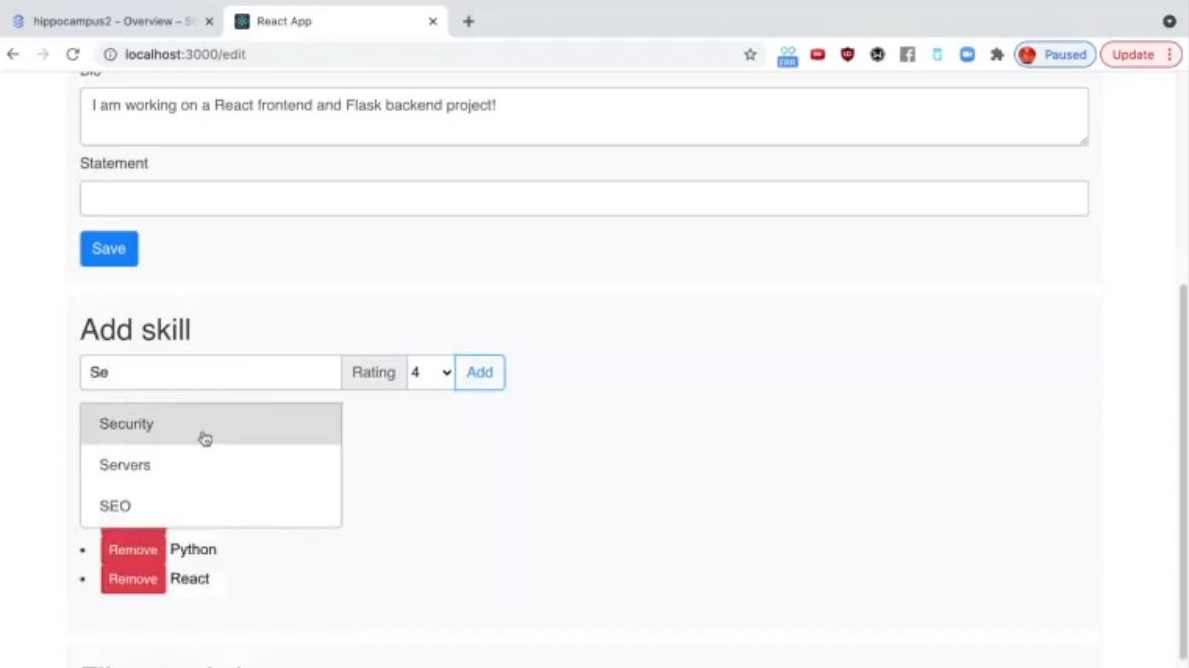 hippocampus2 – Overview – S
React App
localhost:3000/edit
ERR
Paused
Update
Bio
I am working on a React frontend and Flask backend project!
Statement
Save
Add skill
Se
Rating
4
Add
Security
Servers
SEO
Remove Python
Remove React